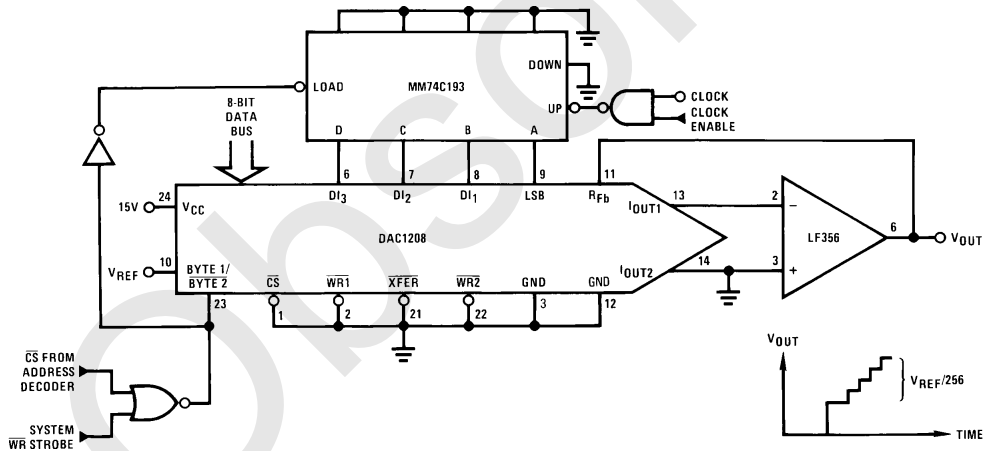 Obsol
LOAD
MM74C193
DOWN
UP
CLOCK
CLOCK
ENABLE
D C B A
8-BIT
DATA
BUS
6 7 8 9 11
DI3 DI2 DI1 LSB RFb
IOUT1 13
24
15V VCC
DAC1208
2 −
LF356
6
VOUT
3 +
10
VREF
BYTE 1/
BYTE 2
IOUT2 14
CS WR1 XFER WR2 GND GND
23 1 2 21 22 3 12
CS FROM
ADDRESS
DECODER
SYSTEM
WR STROBE
VOUT
VREF/256
TIME